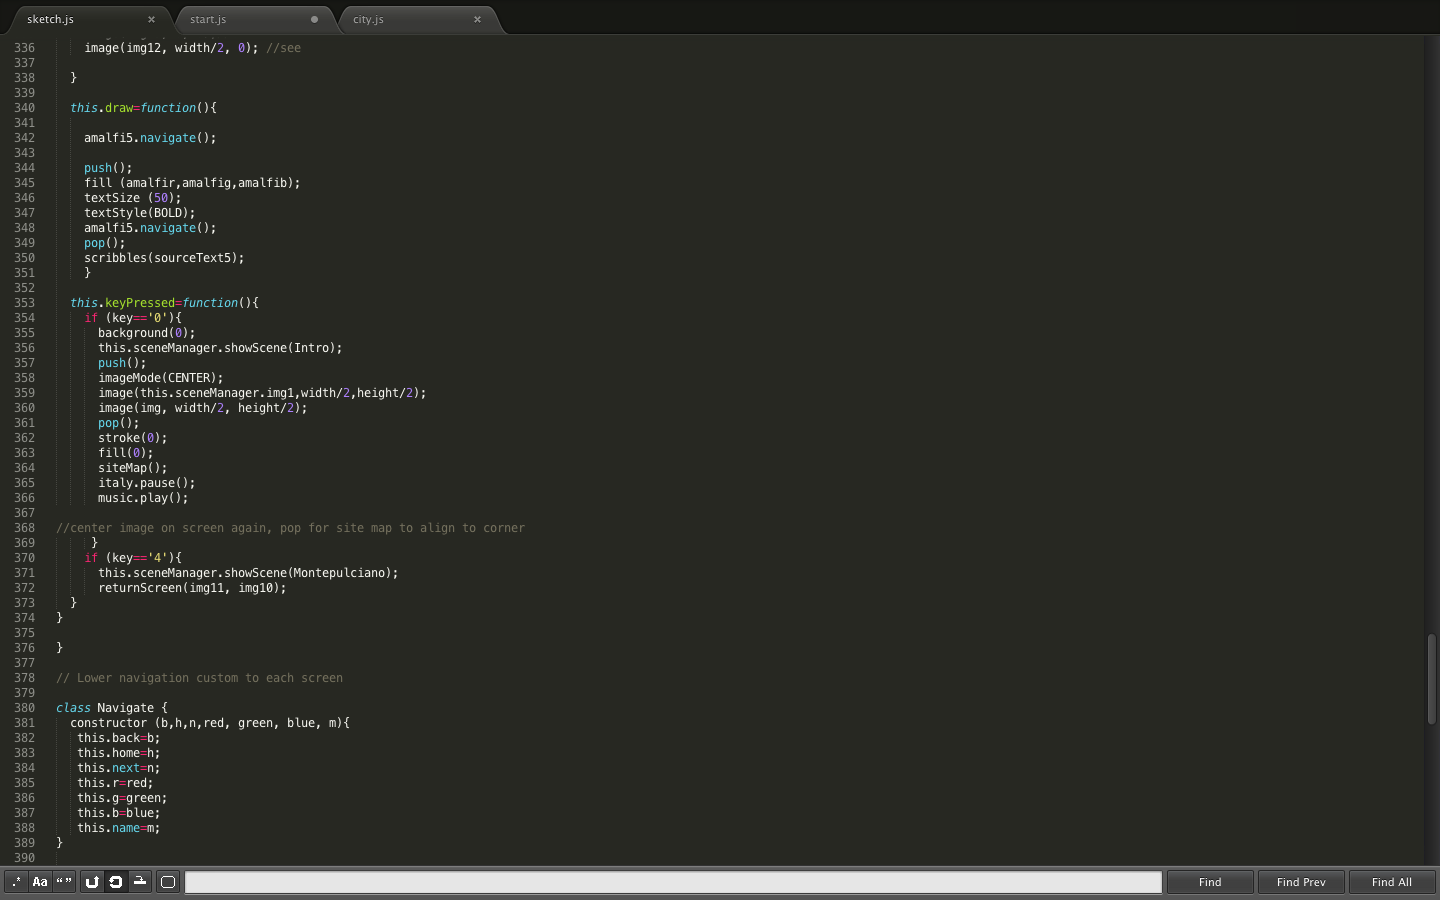 sketch.js
start.js
city.js
336 image(img12, width/2, 0); //see
337
338 }
339
340 this.draw=function(){
341
342 amalfi5.navigate();
343
344 push();
345 fill (amalfir,amalfig,amalfib);
346 textSize (50);
347 textStyle(BOLD);
348 amalfi5.navigate();
349 pop();
350 scribbles(sourceText5);
351 }
352
353 this.keyPressed=function(){
354 if (key=='0'){
355 background(0);
356 this.sceneManager.showScene(Intro);
357 push();
358 imageMode(CENTER);
359 image(this.sceneManager.img1,width/2,height/2);
360 image(img, width/2, height/2);
361 pop();
362 stroke(0);
363 fill(0);
364 siteMap();
365 italy.pause();
366 music.play();
367
368 //center image on screen again, pop for site map to align to corner
369 }
370 if (key=='4'){
371 this.sceneManager.showScene(Montepulciano);
372 returnScreen(img11, img10);
373 }
374 }
375
376 }
377
378 // Lower navigation custom to each screen
379
380 class Navigate {
381 constructor (b,h,n,red, green, blue, m){
382 this.back=b;
383 this.home=h;
384 this.next=n;
385 this.r=red;
386 this.g=green;
387 this.b=blue;
388 this.name=m;
389 }
390
.* Aa “ ” Find Find Prev Find All